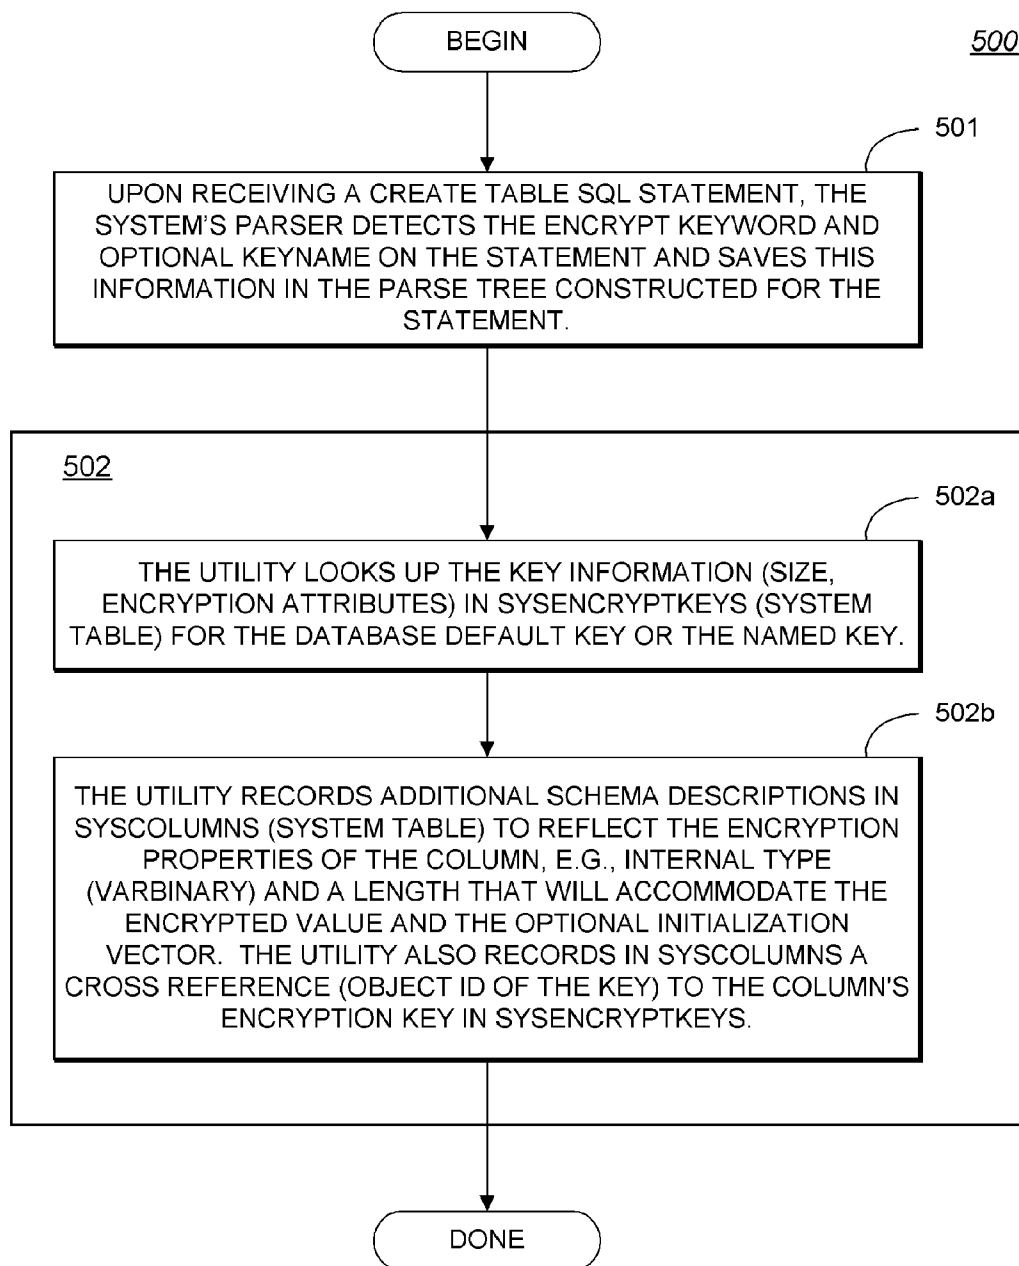 BEGIN
500
501
UPON RECEIVING A CREATE TABLE SQL STATEMENT, THE
SYSTEM'S PARSER DETECTS THE ENCRYPT KEYWORD AND
OPTIONAL KEYNAME ON THE STATEMENT AND SAVES THIS
INFORMATION IN THE PARSE TREE CONSTRUCTED FOR THE
STATEMENT.
502
502a
THE UTILITY LOOKS UP THE KEY INFORMATION (SIZE,
ENCRYPTION ATTRIBUTES) IN SYSENCRYPTKEYS (SYSTEM
TABLE) FOR THE DATABASE DEFAULT KEY OR THE NAMED KEY.
502b
THE UTILITY RECORDS ADDITIONAL SCHEMA DESCRIPTIONS IN
SYSCOLUMNS (SYSTEM TABLE) TO REFLECT THE ENCRYPTION
PROPERTIES OF THE COLUMN, E.G., INTERNAL TYPE
(VARBINARY) AND A LENGTH THAT WILL ACCOMMODATE THE
ENCRYPTED VALUE AND THE OPTIONAL INITIALIZATION
VECTOR. THE UTILITY ALSO RECORDS IN SYSCOLUMNS A
CROSS REFERENCE (OBJECT ID OF THE KEY) TO THE COLUMN'S
ENCRYPTION KEY IN SYSENCRYPTKEYS.
DONE